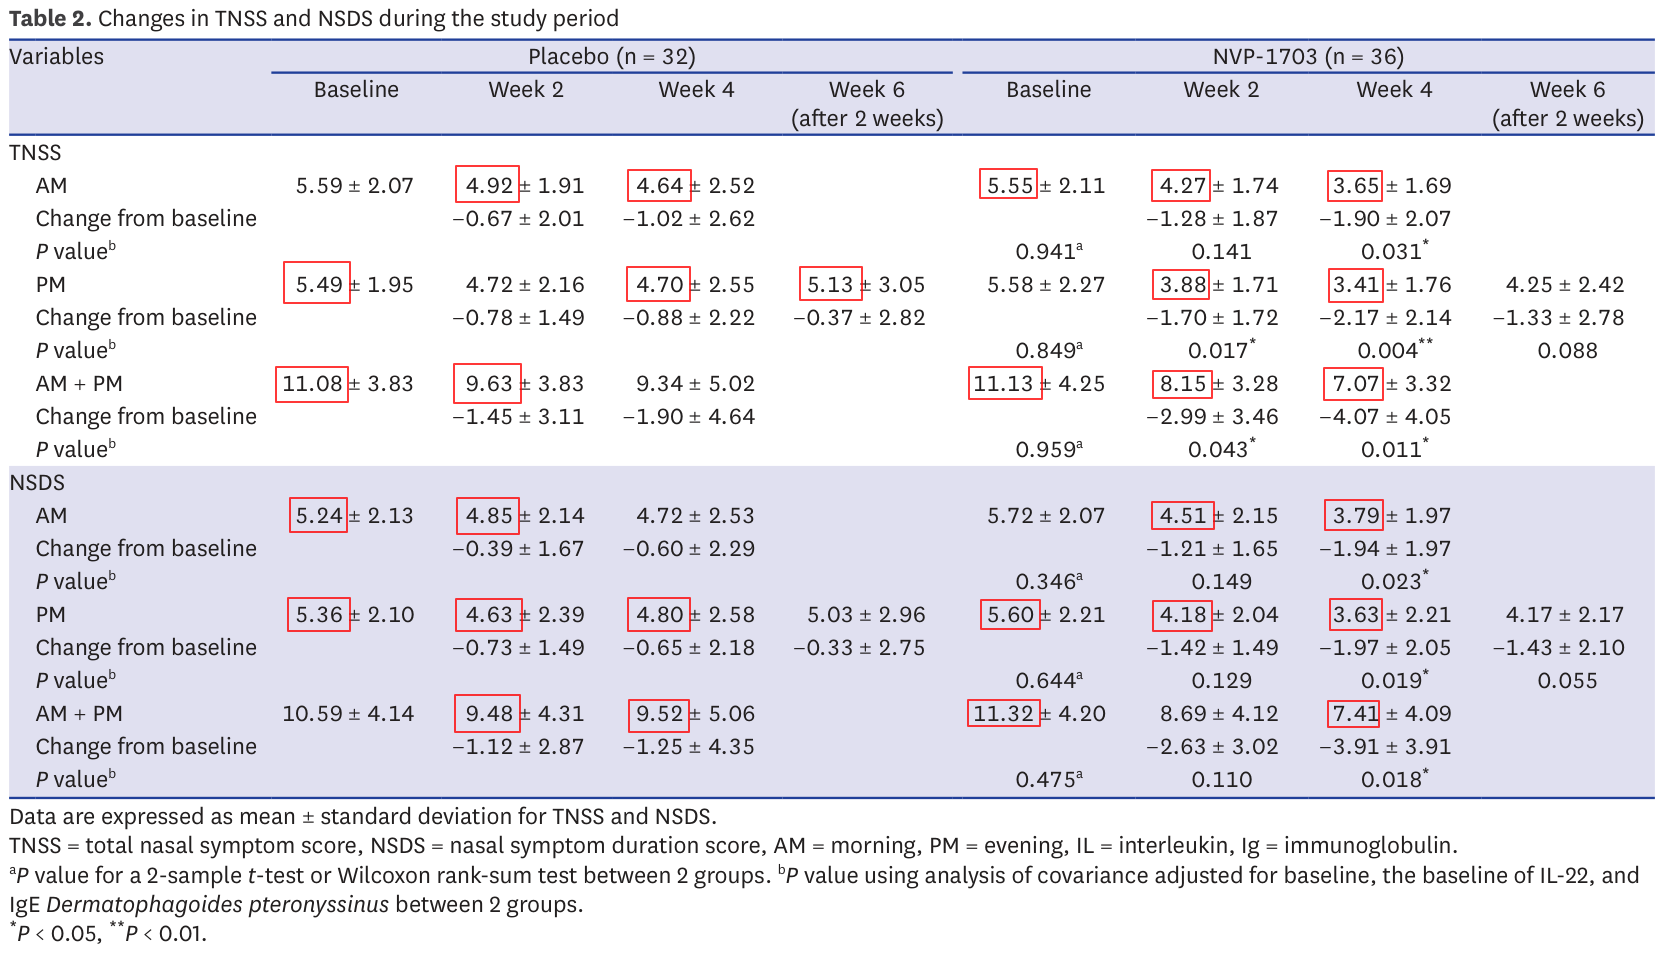 Table 2. Changes in TNSS and NSDS during the study period
Variables Placebo (n = 32) NVP-1703 (n = 36)
Baseline Week 2 Week 4 Week 6 Baseline Week 2 Week 4 Week 6
(after 2 weeks) (after 2 weeks)
TNSS
AM 5.59 ± 2.07 4.92 ± 1.91 4.64 ± 2.52 5.55 ± 2.11 4.27 ± 1.74 3.65 ± 1.69
Change from baseline −0.67 ± 2.01 −1.02 ± 2.62 −1.28 ± 1.87 −1.90 ± 2.07
P valueᵇ 0.941ᵃ 0.141 0.031*
PM 5.49 ± 1.95 4.72 ± 2.16 4.70 ± 2.55 5.13 ± 3.05 5.58 ± 2.27 3.88 ± 1.71 3.41 ± 1.76 4.25 ± 2.42
Change from baseline −0.78 ± 1.49 −0.88 ± 2.22 −0.37 ± 2.82 −1.70 ± 1.72 −2.17 ± 2.14 −1.33 ± 2.78
P valueᵇ 0.849ᵃ 0.017* 0.004** 0.088
AM + PM 11.08 ± 3.83 9.63 ± 3.83 9.34 ± 5.02 11.13 ± 4.25 8.15 ± 3.28 7.07 ± 3.32
Change from baseline −1.45 ± 3.11 −1.90 ± 4.64 −2.99 ± 3.46 −4.07 ± 4.05
P valueᵇ 0.959ᵃ 0.043* 0.011*
NSDS
AM 5.24 ± 2.13 4.85 ± 2.14 4.72 ± 2.53 5.72 ± 2.07 4.51 ± 2.15 3.79 ± 1.97
Change from baseline −0.39 ± 1.67 −0.60 ± 2.29 −1.21 ± 1.65 −1.94 ± 1.97
P valueᵇ 0.346ᵃ 0.149 0.023*
PM 5.36 ± 2.10 4.63 ± 2.39 4.80 ± 2.58 5.03 ± 2.96 5.60 ± 2.21 4.18 ± 2.04 3.63 ± 2.21 4.17 ± 2.17
Change from baseline −0.73 ± 1.49 −0.65 ± 2.18 −0.33 ± 2.75 −1.42 ± 1.49 −1.97 ± 2.05 −1.43 ± 2.10
P valueᵇ 0.644ᵃ 0.129 0.019* 0.055
AM + PM 10.59 ± 4.14 9.48 ± 4.31 9.52 ± 5.06 11.32 ± 4.20 8.69 ± 4.12 7.41 ± 4.09
Change from baseline −1.12 ± 2.87 −1.25 ± 4.35 −2.63 ± 3.02 −3.91 ± 3.91
P valueᵇ 0.475ᵃ 0.110 0.018*
Data are expressed as mean ± standard deviation for TNSS and NSDS.
TNSS = total nasal symptom score, NSDS = nasal symptom duration score, AM = morning, PM = evening, IL = interleukin, Ig = immunoglobulin.
ᵃP value for a 2-sample t-test or Wilcoxon rank-sum test between 2 groups. ᵇP value using analysis of covariance adjusted for baseline, the baseline of IL-22, and
IgE Dermatophagoides pteronyssinus between 2 groups.
*P < 0.05, **P < 0.01.